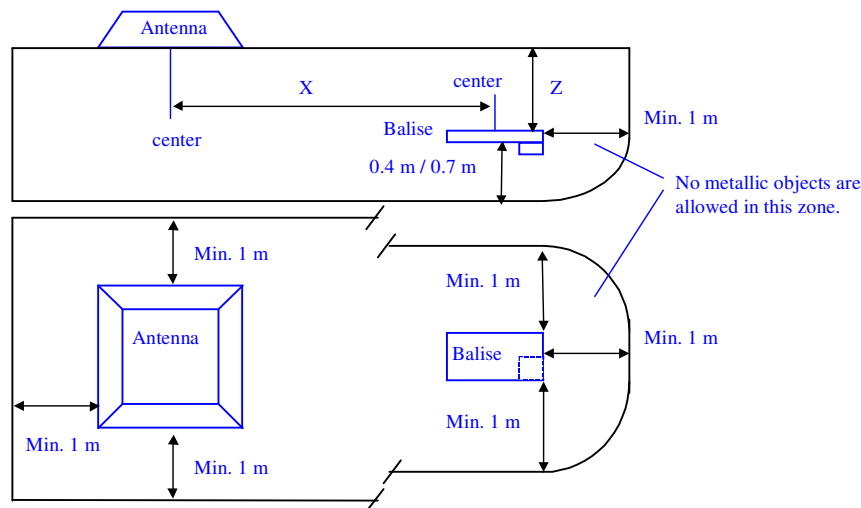 Antenna
X
center
Z
center
Balise
Min. 1 m
0.4 m / 0.7 m
No metallic objects are
allowed in this zone.
Min. 1 m
Min. 1 m
Antenna
Balise
Min. 1 m
Min. 1 m
Min. 1 m
Min. 1 m